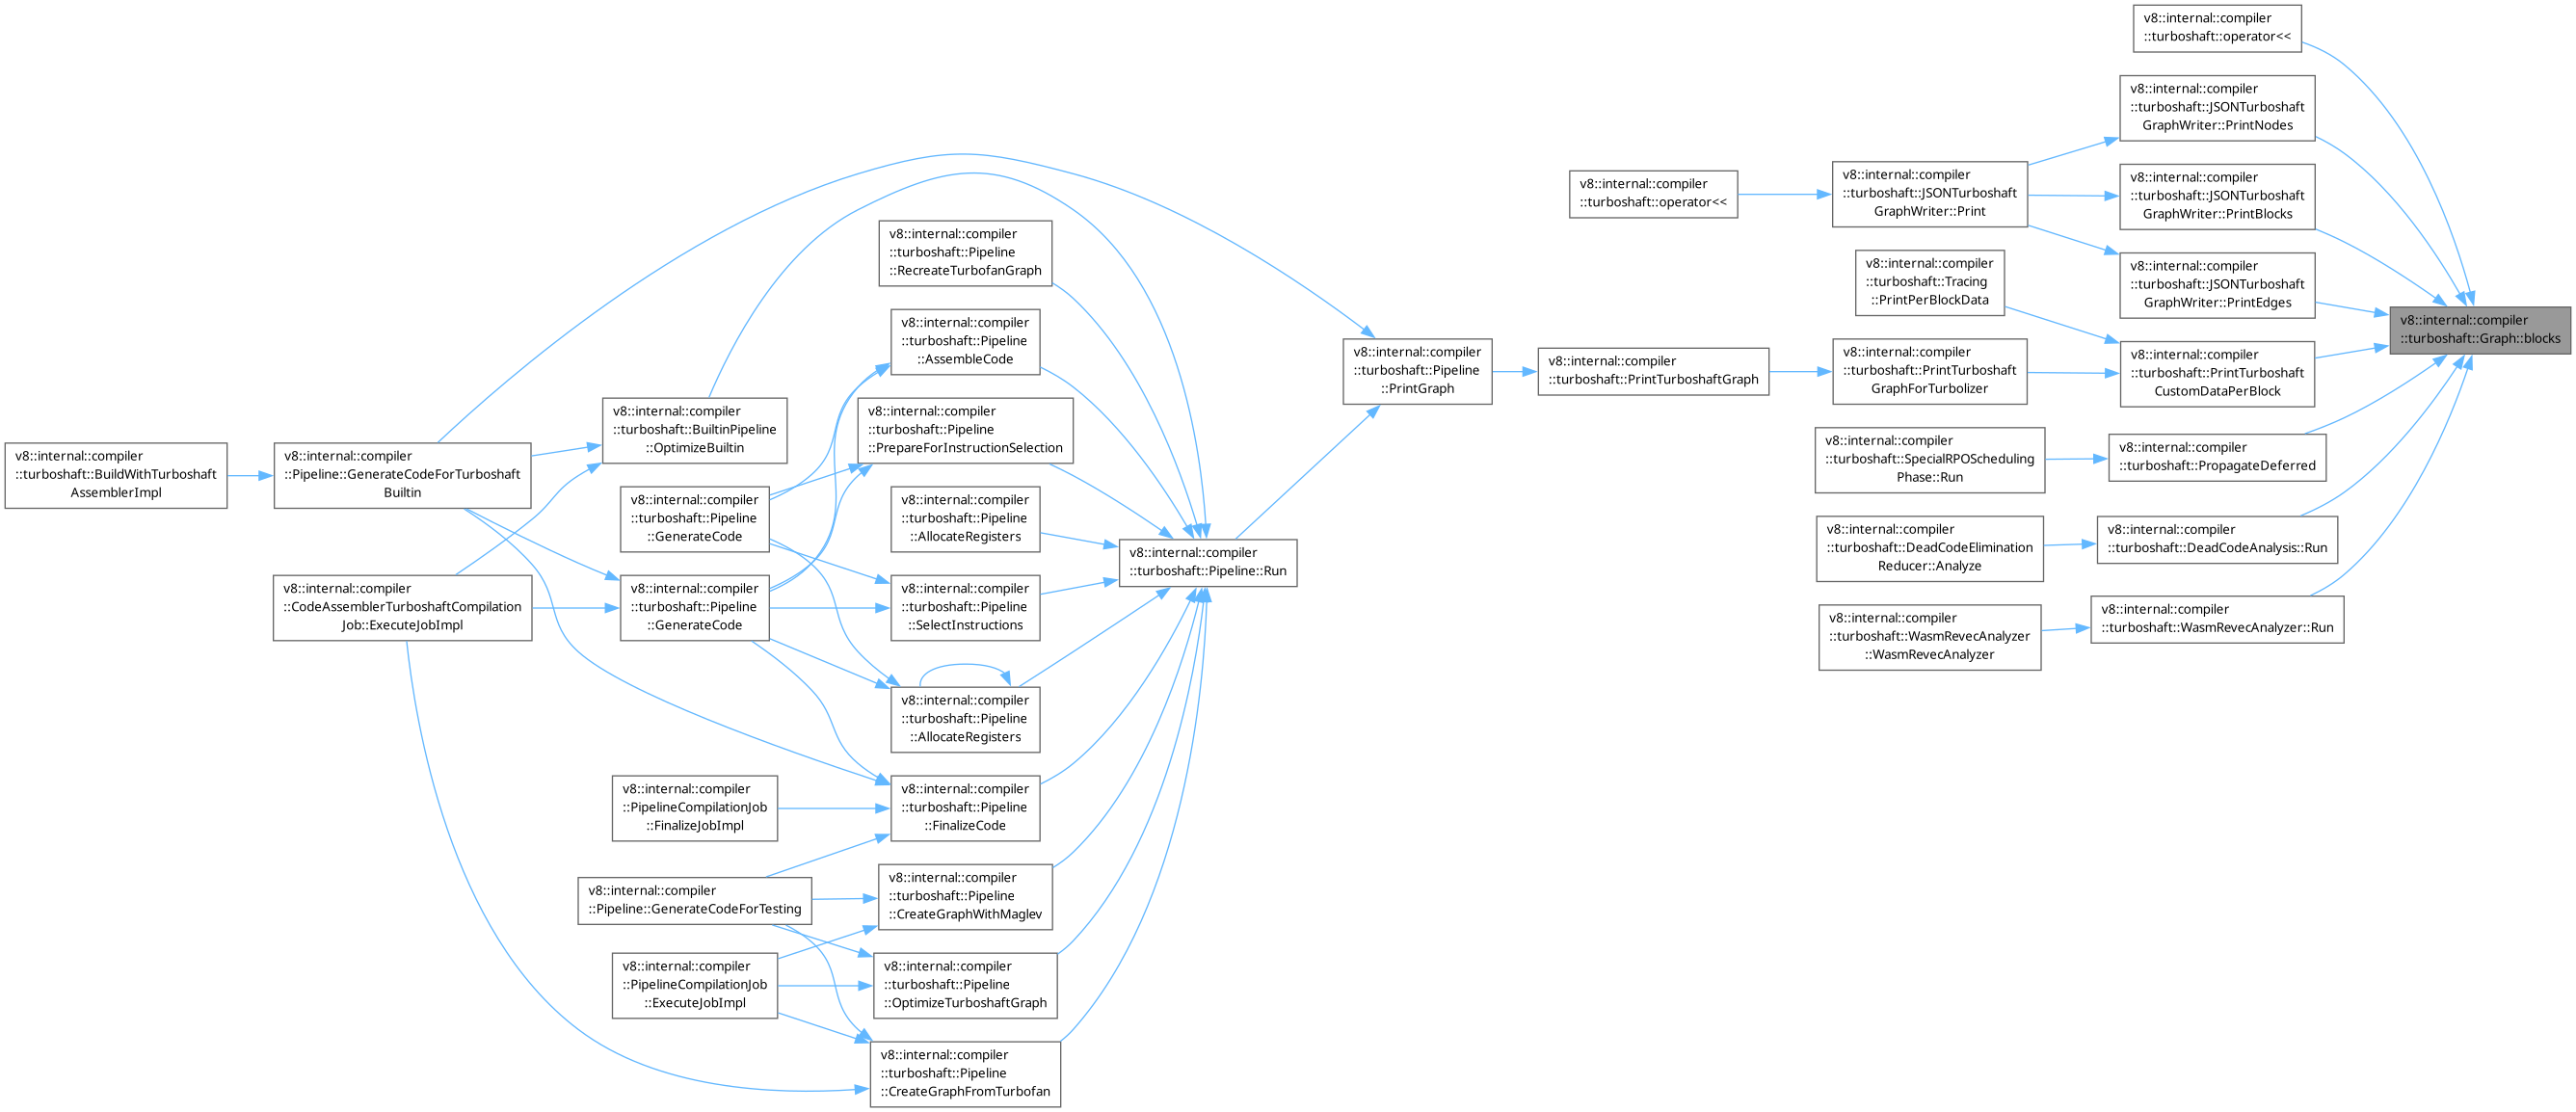 v8::internal::compiler
::turboshaft::operator<<
v8::internal::compiler
::turboshaft::JSONTurboshaft
GraphWriter::PrintNodes
v8::internal::compiler
::turboshaft::JSONTurboshaft
GraphWriter::Print
v8::internal::compiler
::turboshaft::operator<<
v8::internal::compiler
::turboshaft::JSONTurboshaft
GraphWriter::PrintBlocks
v8::internal::compiler
::turboshaft::Pipeline
::RecreateTurbofanGraph
v8::internal::compiler
::turboshaft::Tracing
::PrintPerBlockData
v8::internal::compiler
::turboshaft::JSONTurboshaft
GraphWriter::PrintEdges
v8::internal::compiler
::turboshaft::Graph::blocks
v8::internal::compiler
::turboshaft::Pipeline
::AssembleCode
v8::internal::compiler
::turboshaft::Pipeline
::PrintGraph
v8::internal::compiler
::turboshaft::PrintTurboshaftGraph
v8::internal::compiler
::turboshaft::PrintTurboshaft
GraphForTurbolizer
v8::internal::compiler
::turboshaft::PrintTurboshaft
CustomDataPerBlock
v8::internal::compiler
::turboshaft::BuiltinPipeline
::OptimizeBuiltin
v8::internal::compiler
::turboshaft::Pipeline
::PrepareForInstructionSelection
v8::internal::compiler
::turboshaft::SpecialRPOScheduling
Phase::Run
v8::internal::compiler
::turboshaft::PropagateDeferred
v8::internal::compiler
::turboshaft::BuildWithTurboshaft
AssemblerImpl
v8::internal::compiler
::Pipeline::GenerateCodeForTurboshaft
Builtin
v8::internal::compiler
::turboshaft::Pipeline
::GenerateCode
v8::internal::compiler
::turboshaft::Pipeline
::AllocateRegisters
v8::internal::compiler
::turboshaft::Pipeline::Run
v8::internal::compiler
::turboshaft::DeadCodeElimination
Reducer::Analyze
v8::internal::compiler
::turboshaft::DeadCodeAnalysis::Run
v8::internal::compiler
::CodeAssemblerTurboshaftCompilation
Job::ExecuteJobImpl
v8::internal::compiler
::turboshaft::Pipeline
::GenerateCode
v8::internal::compiler
::turboshaft::Pipeline
::SelectInstructions
v8::internal::compiler
::turboshaft::WasmRevecAnalyzer
::WasmRevecAnalyzer
v8::internal::compiler
::turboshaft::WasmRevecAnalyzer::Run
v8::internal::compiler
::turboshaft::Pipeline
::AllocateRegisters
v8::internal::compiler
::PipelineCompilationJob
::FinalizeJobImpl
v8::internal::compiler
::turboshaft::Pipeline
::FinalizeCode
v8::internal::compiler
::Pipeline::GenerateCodeForTesting
v8::internal::compiler
::turboshaft::Pipeline
::CreateGraphWithMaglev
v8::internal::compiler
::PipelineCompilationJob
::ExecuteJobImpl
v8::internal::compiler
::turboshaft::Pipeline
::OptimizeTurboshaftGraph
v8::internal::compiler
::turboshaft::Pipeline
::CreateGraphFromTurbofan